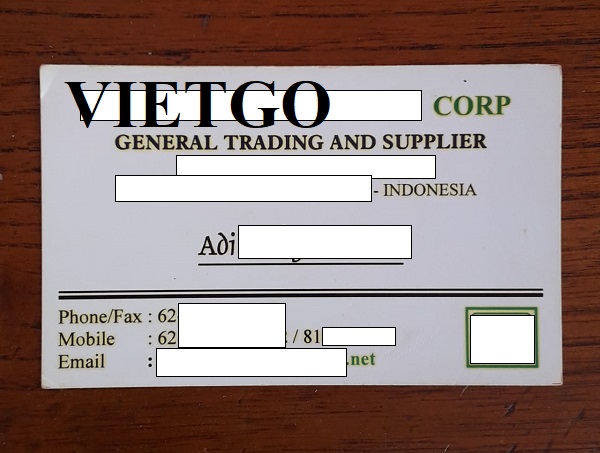 VIETGO CORP
GENERAL TRADING AND SUPPLIER
- INDONESIA
Adi
Phone/Fax : 62
Mobile : 62 / 81
Email : .net